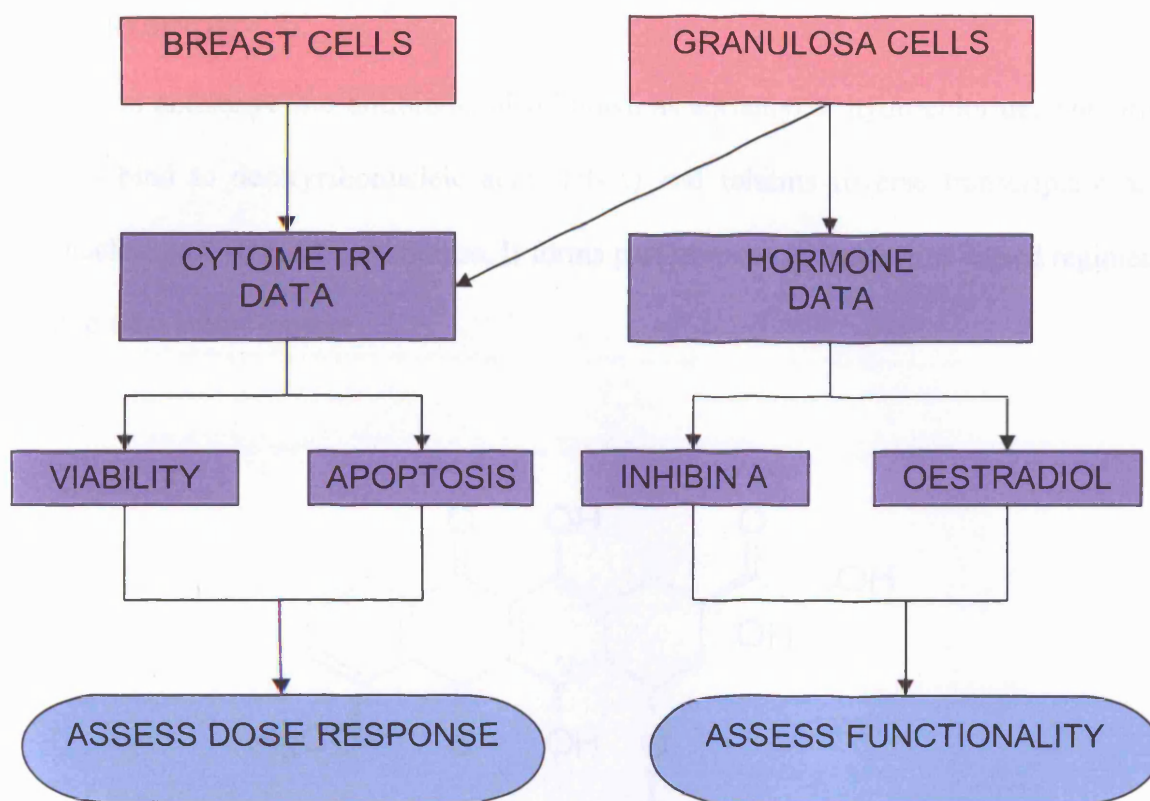 BREAST CELLS
GRANULOSA CELLS
CYTOMETRY
DATA
HORMONE
DATA
VIABILITY
APOPTOSIS
INHIBIN A
OESTRADIOL
ASSESS DOSE RESPONSE
ASSESS FUNCTIONALITY